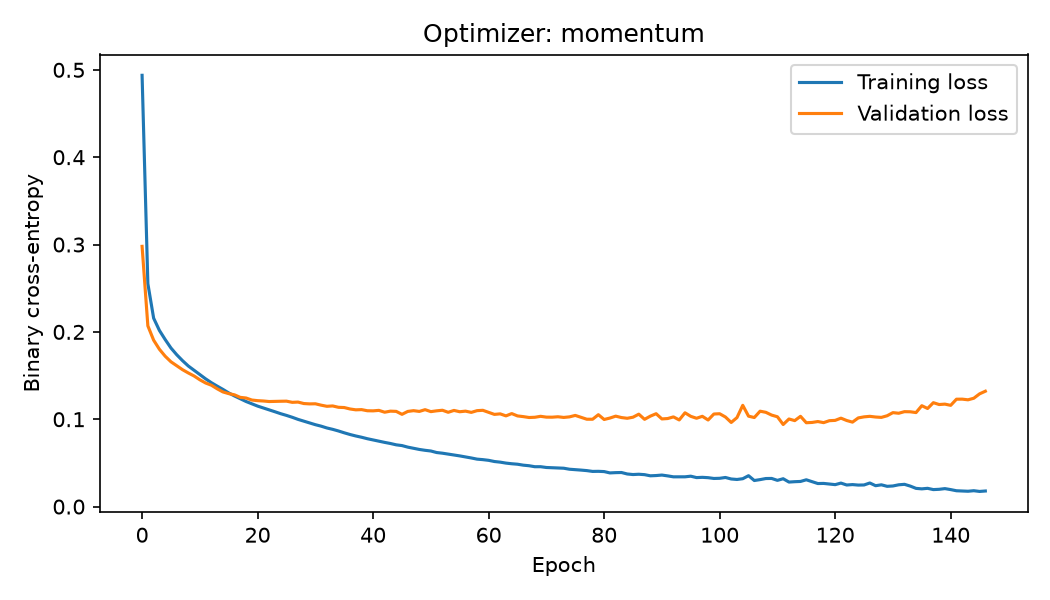 Optimizer: momentum
Training loss
Validation loss
Binary cross-entropy
0.5
0.4
0.3
0.2
0.1
0.0
0 20 40 60 80 100 120 140
Epoch